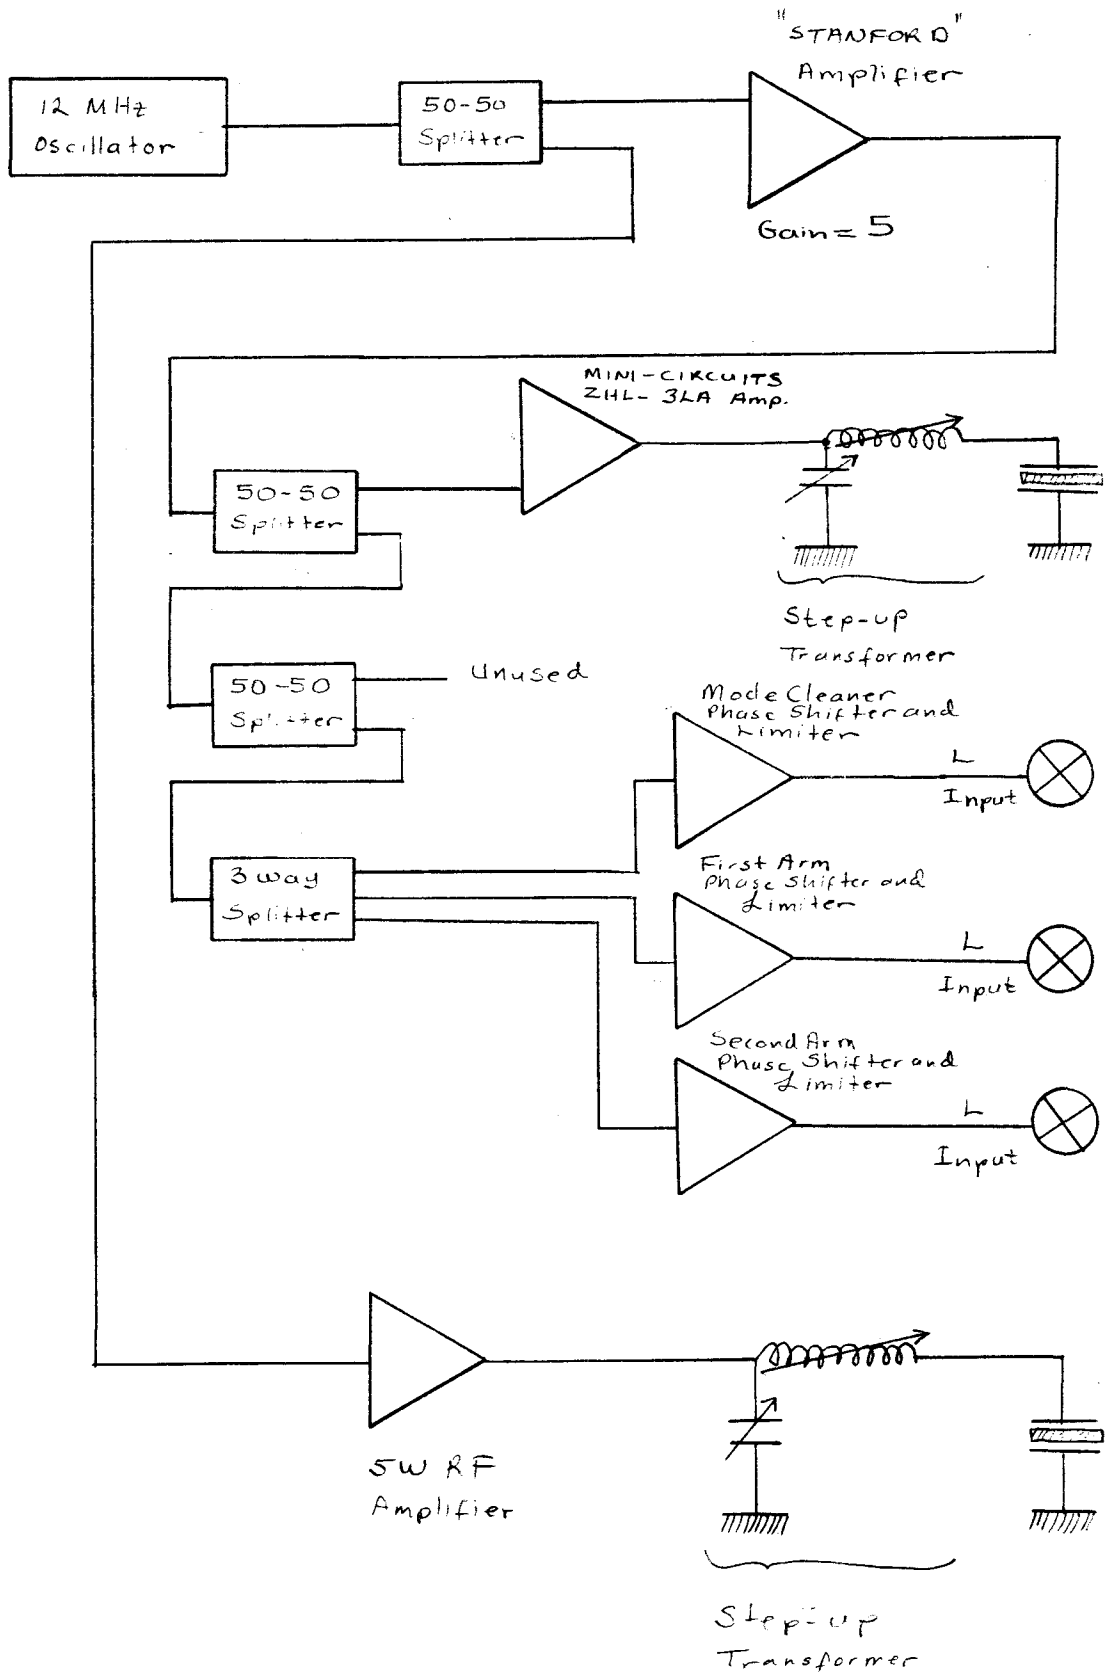 "STANFORD"
Amplifier
12 MHz
Oscillator
50-50
Splitter
Gain = 5
MINI-CIRCUITS
ZHL-3LA Amp.
50-50
Splitter
Step-up
Transformer
50-50
Splitter
Unused
Mode Cleaner
Phase Shifter and
Limiter
L
Input
3 way
Splitter
First Arm
Phase Shifter and
Limiter
L
Input
Second Arm
Phase Shifter and
Limiter
L
Input
5W RF
Amplifier
Step-up
Transformer